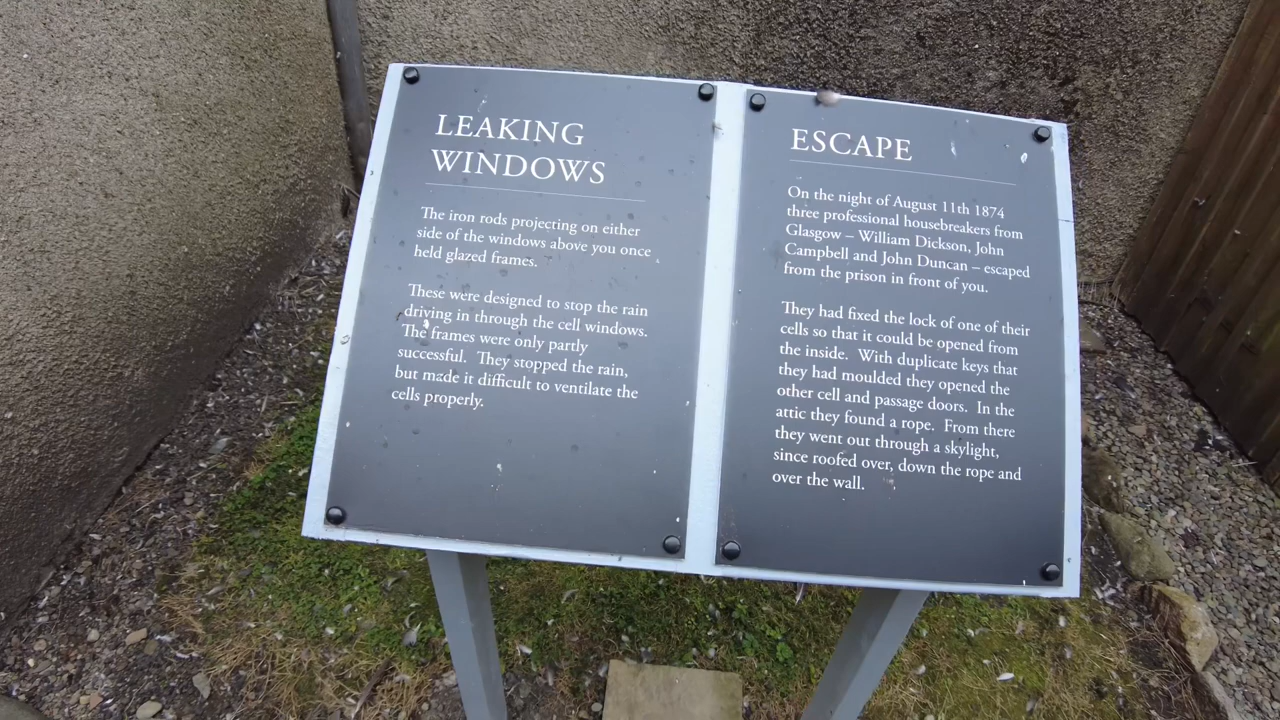 LEAKING
WINDOWS
The iron rods projecting on either
side of the windows above you once
held glazed frames.
These were designed to stop the rain
driving in through the cell windows.
The frames were only partly
successful. They stopped the rain,
but made it difficult to ventilate the
cells properly.
ESCAPE
On the night of August 11th 1874
three professional housebreakers from
Glasgow – William Dickson, John
Campbell and John Duncan – escaped
from the prison in front of you.
They had fixed the lock of one of their
cells so that it could be opened from
the inside. With duplicate keys that
they had moulded they opened the
other cell and passage doors. In the
attic they found a rope. From there
they went out through a skylight,
since roofed over, down the rope and
over the wall.